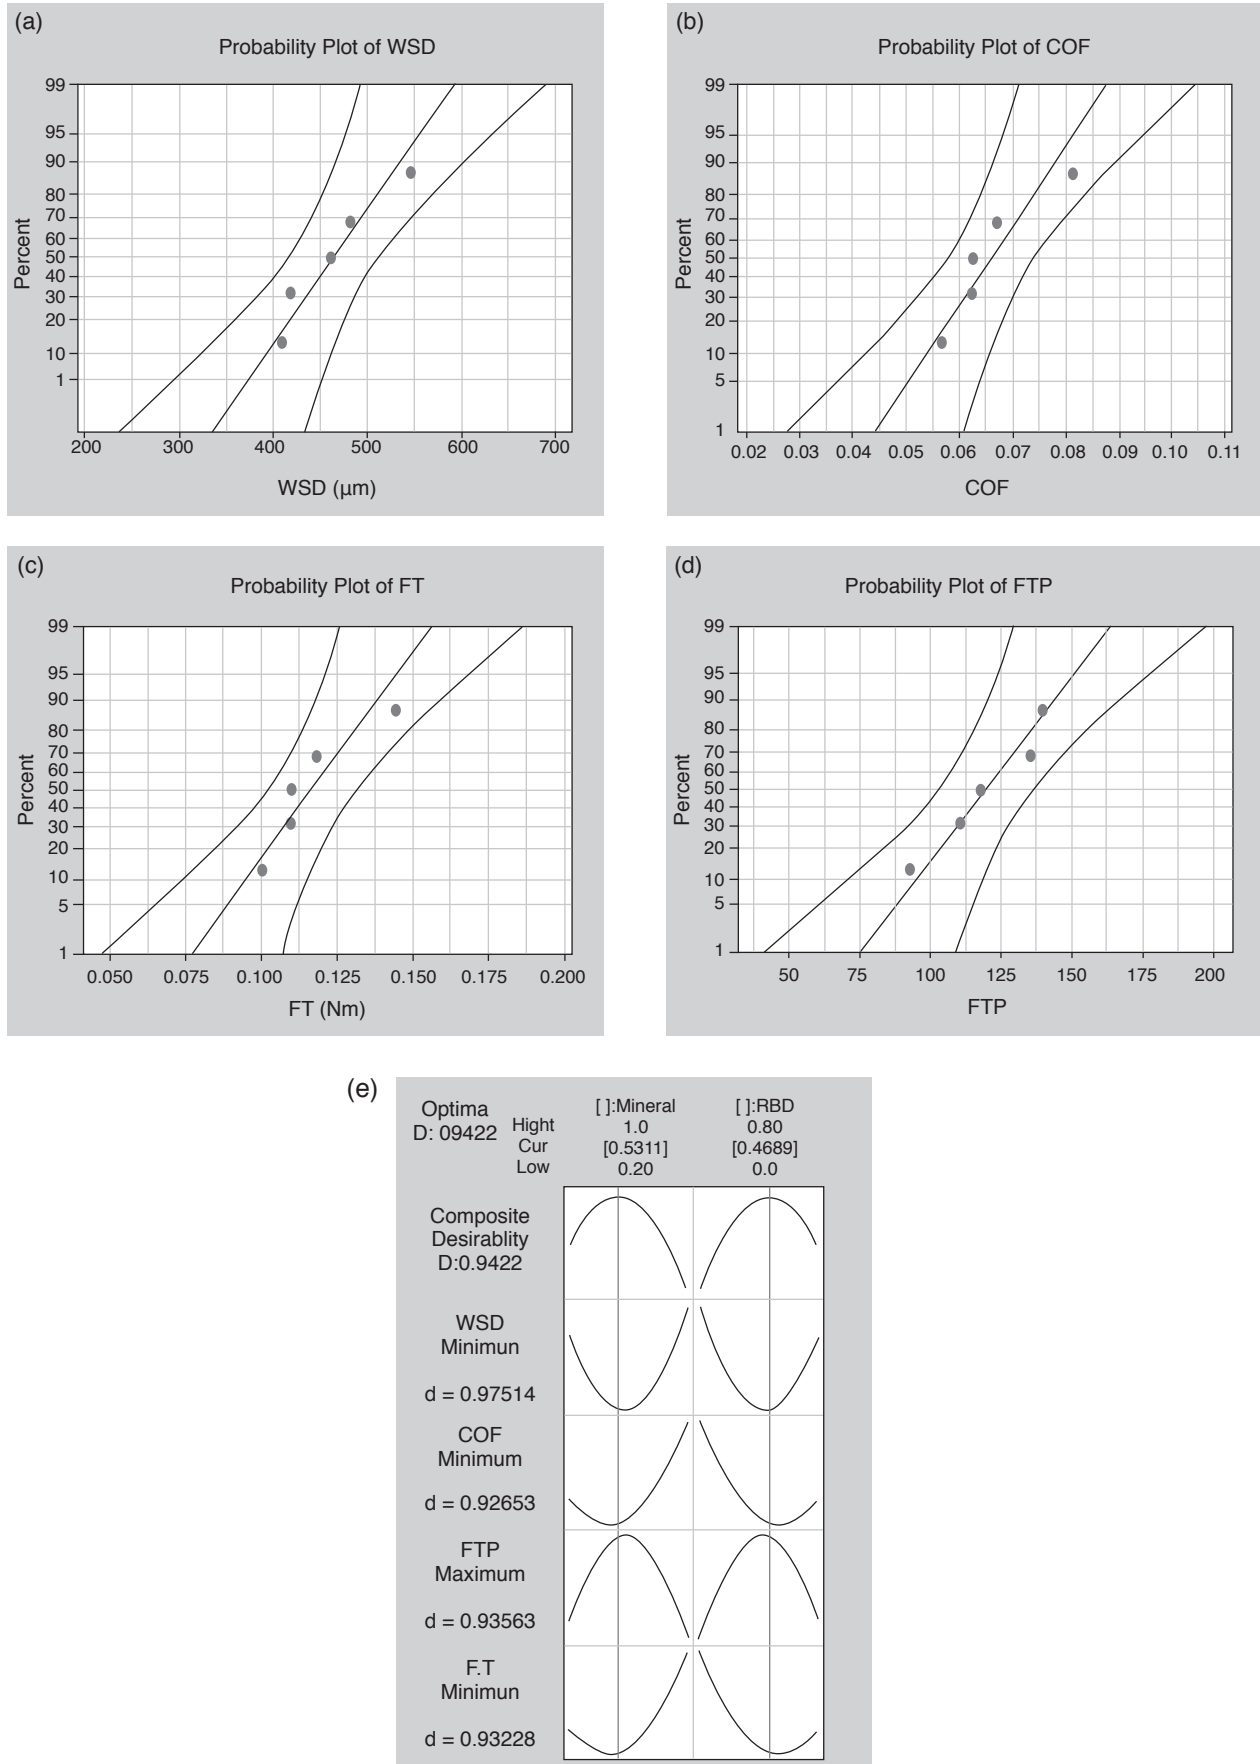 (a)
Probability Plot of WSD
Percent
99
95
90
80
70
60
50
40
30
20
10
1
200 300 400 500 600 700
WSD (µm)
(b)
Probability Plot of COF
Percent
99
95
90
80
70
60
50
40
30
20
10
5
1
0.02 0.03 0.04 0.05 0.06 0.07 0.08 0.09 0.10 0.11
COF
(c)
Probability Plot of FT
Percent
99
95
90
80
70
60
50
40
30
20
10
5
1
0.050 0.075 0.100 0.125 0.150 0.175 0.200
FT (Nm)
(d)
Probability Plot of FTP
Percent
99
95
90
80
70
60
50
40
30
20
10
5
1
50 75 100 125 150 175 200
FTP
(e)
Optima
D: 09422
Hight
Cur
Low
[ ]:Mineral
1.0
[0.5311]
0.20
[ ]:RBD
0.80
[0.4689]
0.0
Composite
Desirablity
D:0.9422
WSD
Minimun
d = 0.97514
COF
Minimum
d = 0.92653
FTP
Maximum
d = 0.93563
F.T
Minimun
d = 0.93228